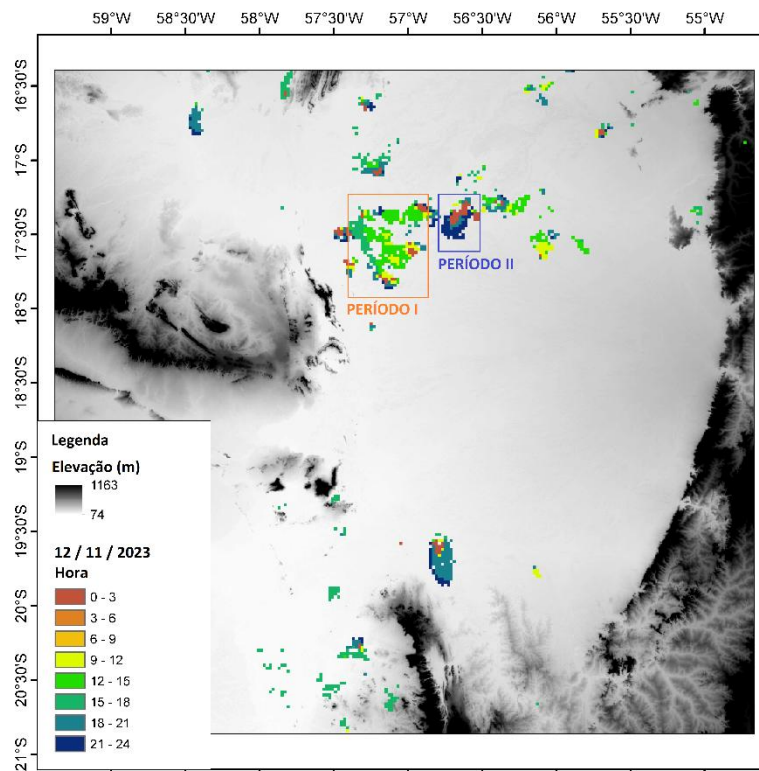 59°W 58°30'W 58°W 57°30'W 57°W 56°30'W 56°W 55°30'W 55°W
16°30'S
17°S
17°30'S
18°S
18°30'S
19°S
19°30'S
20°S
20°30'S
21°S
PERÍODO II
PERÍODO I
Legenda
Elevação (m)
1163
74
12 / 11 / 2023
Hora
0 - 3
3 - 6
6 - 9
9 - 12
12 - 15
15 - 18
18 - 21
21 - 24